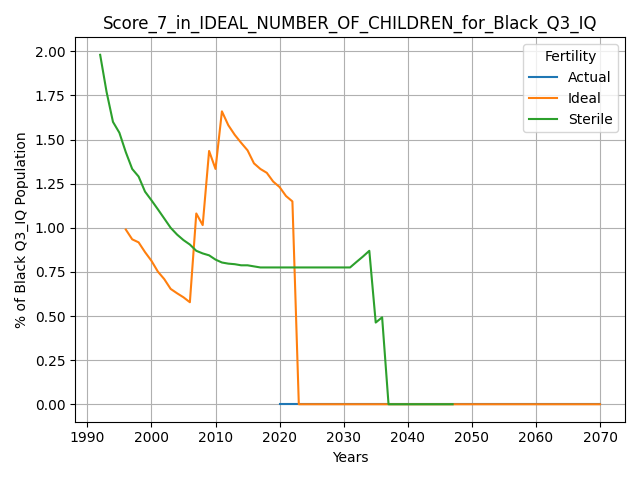 Score_7_in_IDEAL_NUMBER_OF_CHILDREN_for_Black_Q3_IQ
Fertility
Actual
Ideal
Sterile
% of Black Q3_IQ Population
2.00
1.75
1.50
1.25
1.00
0.75
0.50
0.25
0.00
1990 2000 2010 2020 2030 2040 2050 2060 2070
Years